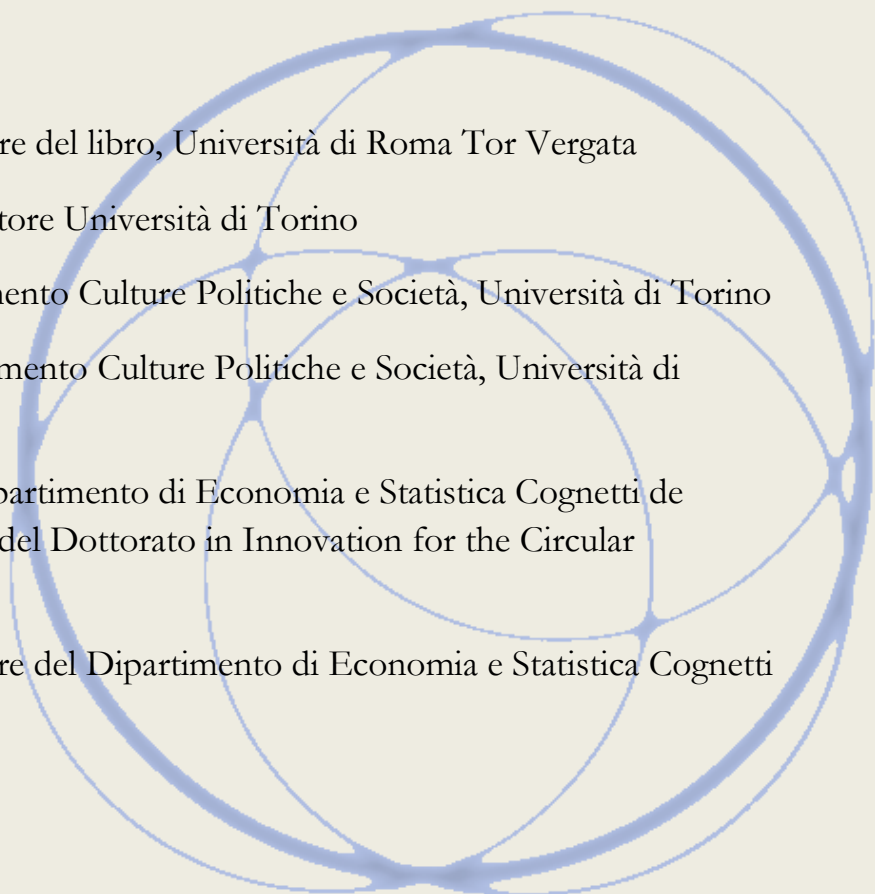 re del libro, Università di Roma Tor Vergata
tore Università di Torino
ento Culture Politiche e Società, Università di Torino
mento Culture Politiche e Società, Università di
partimento di Economia e Statistica Cognetti de
del Dottorato in Innovation for the Circular
re del Dipartimento di Economia e Statistica Cognetti